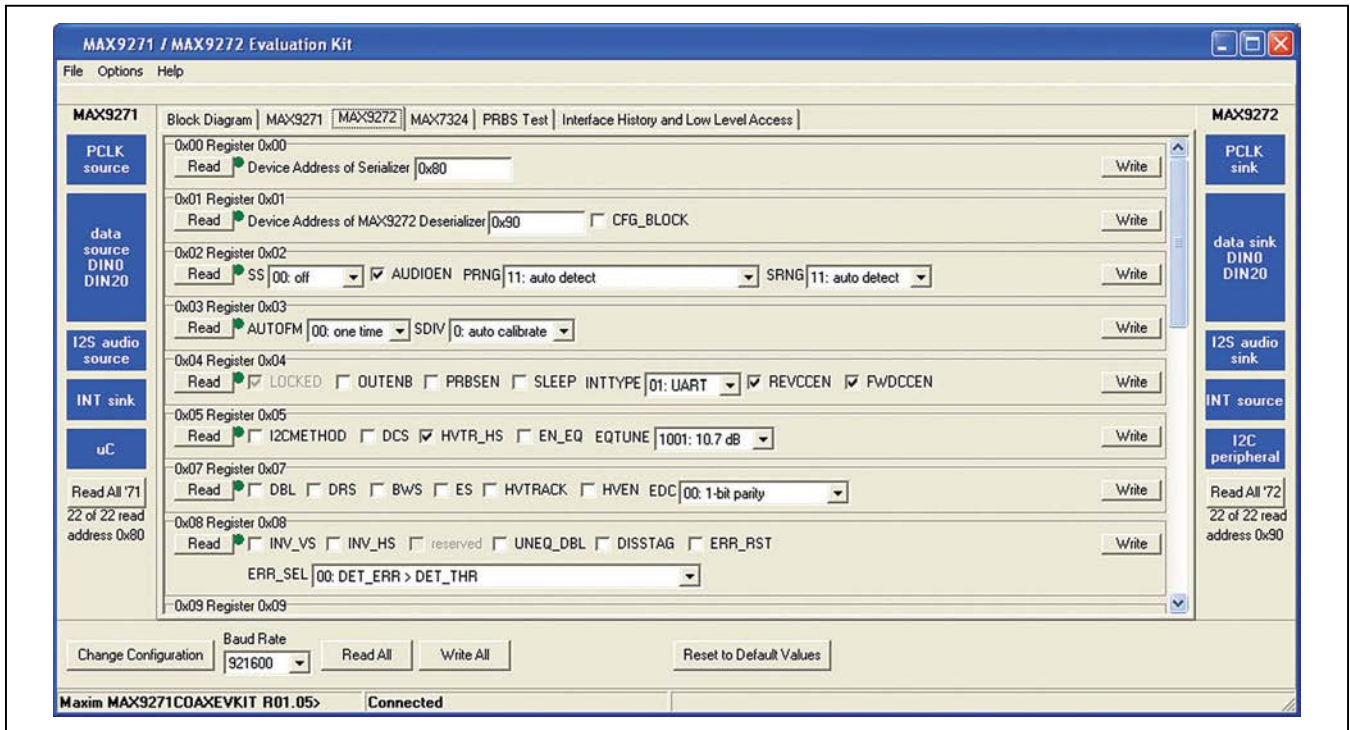 MAX9271 / MAX9272 Evaluation Kit
File Options Help
MAX9271
PCLK
source
data
source
DIN0
DIN20
I2S audio
source
INT sink
uC
Read All '71
22 of 22 read
address 0x80
Block Diagram MAX9271 MAX9272 MAX7324 PRBS Test Interface History and Low Level Access
0x00 Register 0x00
Read Device Address of Serializer 0x80 Write
0x01 Register 0x01
Read Device Address of MAX9272 Deserializer 0x90 CFG_BLOCK Write
0x02 Register 0x02
Read SS 00: off AUDIOEN PRNG 11: auto detect SRNG 11: auto detect Write
0x03 Register 0x03
Read AUTOFM 00: one time SDIV 0: auto calibrate Write
0x04 Register 0x04
Read LOCKED OUTENB PRBSEN SLEEP INTTYPE 01: UART REVCCEN FWDCCEN Write
0x05 Register 0x05
Read I2CMETHOD DCS HVTR_HS EN_EQ EQTUNE 1001: 10.7 dB Write
0x07 Register 0x07
Read DBL DRS BWS ES HVTRACK HVEN EDC 00: 1-bit parity Write
0x08 Register 0x08
Read INV_VS INV_HS reserved UNEQ_DBL DISSTAG ERR_RST Write
ERR_SEL 00: DET_ERR > DET_THR
0x09 Register 0x09
MAX9272
PCLK
sink
data sink
DIN0
DIN20
I2S audio
sink
INT source
I2C
peripheral
Read All '72
22 of 22 read
address 0x90
Baud Rate
Change Configuration 921600 Read All Write All Reset to Default Values
Maxim MAX9271COAXEVKIT R01.05> Connected